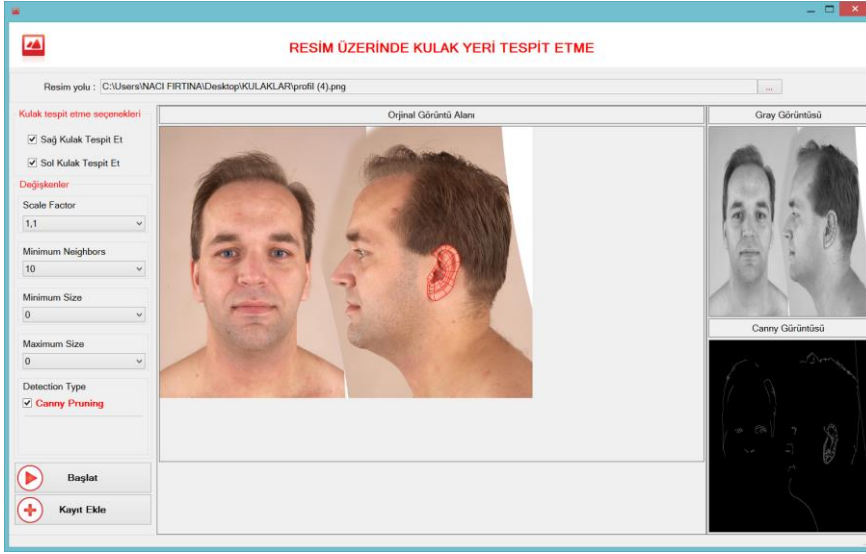 RESİM ÜZERİNDE KULAK YERİ TESPİT ETME
Resim yolu : C:\Users\NACI FIRTINA\Desktop\KULAKLAR\profil (4).png ...
Kulak tespit etme seçenekleri
Sağ Kulak Tespit Et
Sol Kulak Tespit Et
Değişkenler
Scale Factor
1,1
Minimum Neighbors
10
Minimum Size
0
Maximum Size
0
Detection Type
Canny Pruning
Başlat
Kayıt Ekle
Orjinal Görüntü Alanı
Gray Görüntüsü
Canny Görüntüsü